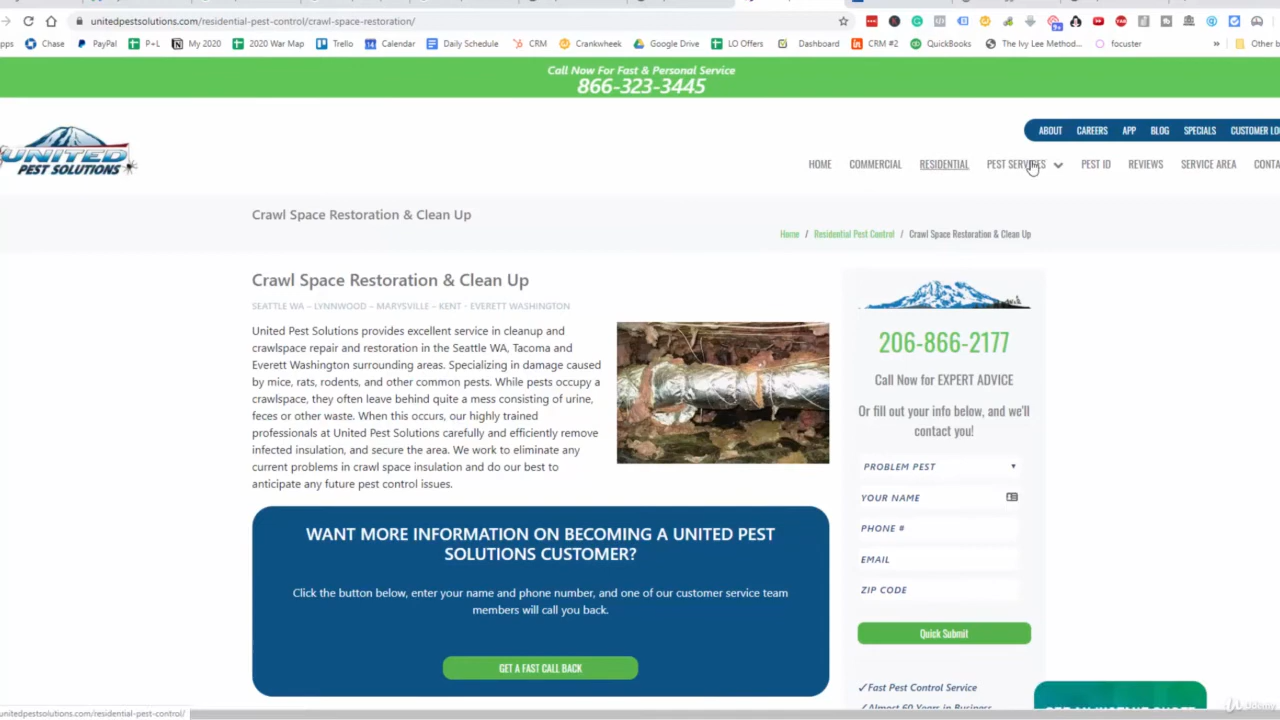 unitedpestsolutions.com/residential-pest-control/crawl-space-restoration/
Chase PayPal P+L My 2020 2020 War Map Trello Calendar Daily Schedule CRM Crankwheek Google Drive LO Offers Dashboard CRM #2 QuickBooks The Ivy Lee Method... focuster » Other b
Call Now For Fast & Personal Service
866-323-3445
ABOUT CAREERS APP BLOG SPECIALS CUSTOMER LO
UNITED
PEST SOLUTIONS
HOME COMMERCIAL RESIDENTIAL PEST SERVICES PEST ID REVIEWS SERVICE AREA CONTA
Crawl Space Restoration & Clean Up
Home / Residential Pest Control / Crawl Space Restoration & Clean Up
Crawl Space Restoration & Clean Up
SEATTLE WA – LYNNWOOD – MARYSVILLE – KENT - EVERETT WASHINGTON
United Pest Solutions provides excellent service in cleanup and
crawlspace repair and restoration in the Seattle WA, Tacoma and
Everett Washington surrounding areas. Specializing in damage caused
by mice, rats, rodents, and other common pests. While pests occupy a
crawlspace, they often leave behind quite a mess consisting of urine,
feces or other waste. When this occurs, our highly trained
professionals at United Pest Solutions carefully and efficiently remove
infected insulation, and secure the area. We work to eliminate any
current problems in crawl space insulation and do our best to
anticipate any future pest control issues.
WANT MORE INFORMATION ON BECOMING A UNITED PEST
SOLUTIONS CUSTOMER?
Click the button below, enter your name and phone number, and one of our customer service team
members will call you back.
GET A FAST CALL BACK
206-866-2177
Call Now for EXPERT ADVICE
Or fill out your info below, and we'll
contact you!
PROBLEM PEST
YOUR NAME
PHONE #
EMAIL
ZIP CODE
Quick Submit
✓Fast Pest Control Service
✓Almost 60 Years in Business
unitedpestsolutions.com/residential-pest-control/
Udemy